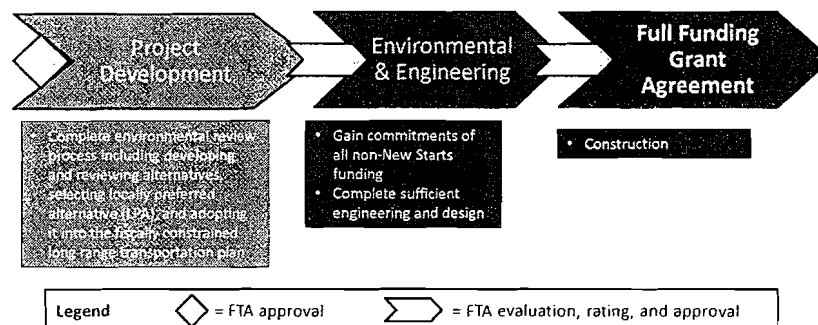 Project
Development
Environmental
& Engineering
Full Funding
Grant
Agreement
• Complete environmental review
process including developing
and reviewing alternatives,
selecting locally preferred
alternative (LPA), and adopting
it into the fiscally constrained
long range transportation plan
• Gain commitments of
all non-New Starts
funding
• Complete sufficient
engineering and design
• Construction
Legend
= FTA approval
= FTA evaluation, rating, and approval